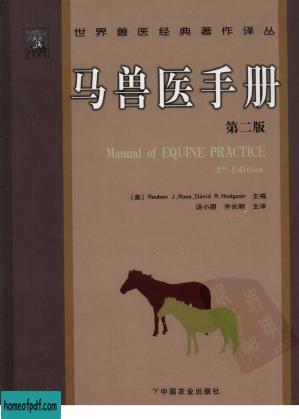 世界兽医经典著作译丛
马兽医手册
第二版
Manual of EQUINE PRACTICE
2nd Edition
［美］Reuben J. Rose, David R. Hodgson 主编
汤小朋 齐长明 主译
中国农业出版社
homeofpdf.com